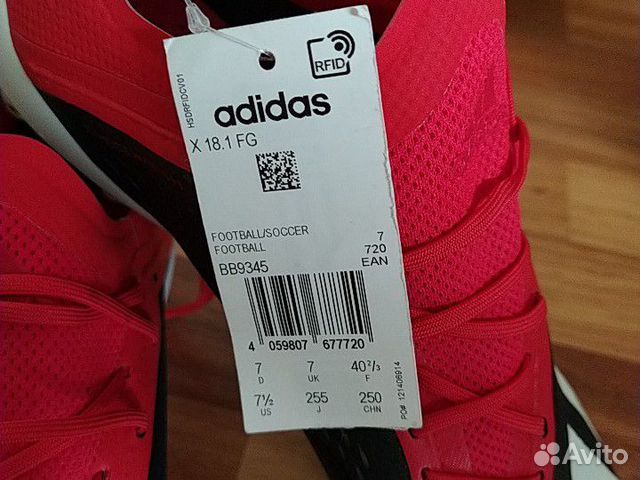 RFID
HSDRFIDCV01
adidas
X 18.1 FG
FOOTBALL/SOCCER 7
FOOTBALL 720
BB9345 EAN
4 059807 677720
7 7 40 2/3
D UK F
7½ 255 250
US J CHN
PO# 121406914
Avito